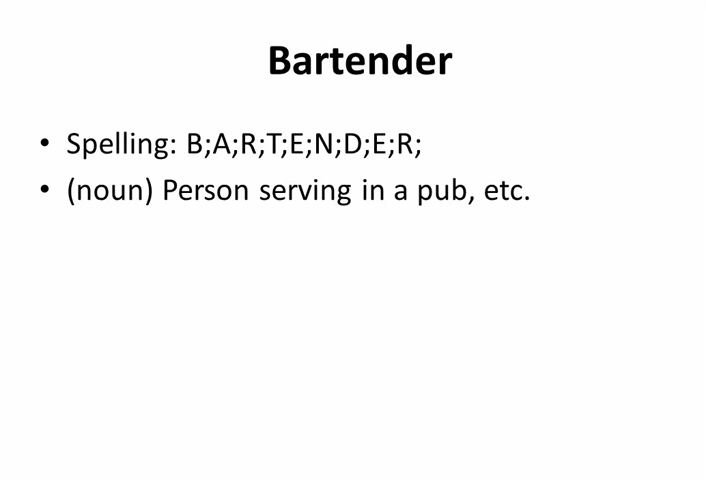 Bartender
• Spelling: B;A;R;T;E;N;D;E;R;
• (noun) Person serving in a pub, etc.